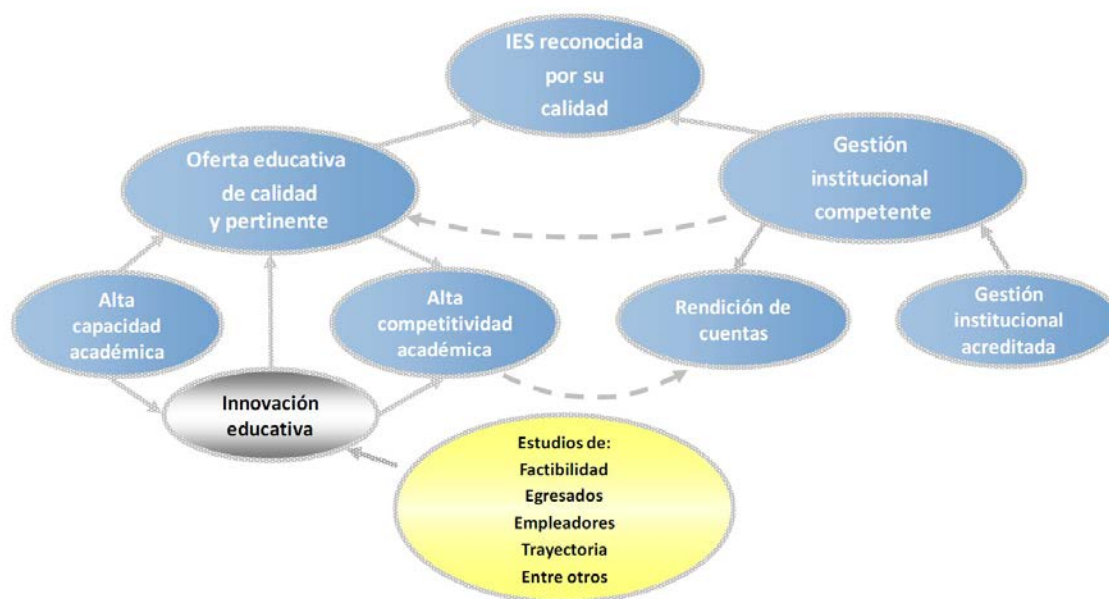 IES reconocida
por su
calidad
Oferta educativa
de calidad
y pertinente
Gestión
institucional
competente
Alta
capacidad
académica
Alta
competitividad
académica
Rendición de
cuentas
Gestión
institucional
acreditada
Innovación
educativa
Estudios de:
Factibilidad
Egresados
Empleadores
Trayectoria
Entre otros